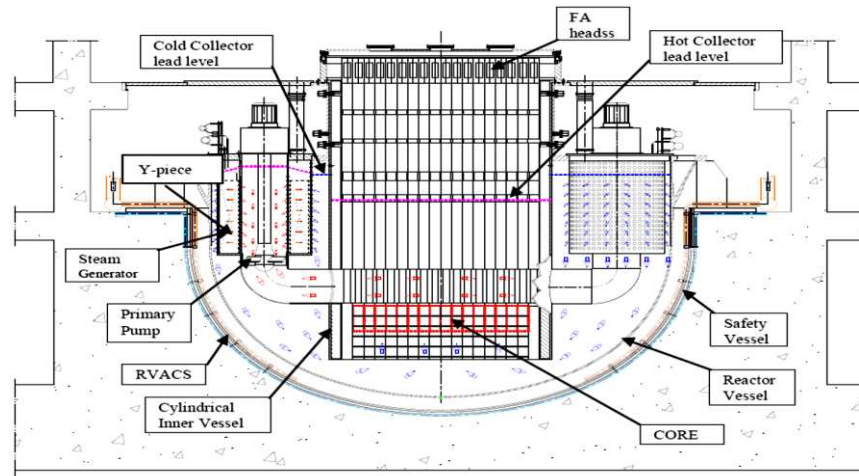 FA
headss
Cold Collector
lead level
Hot Collector
lead level
Y-piece
Steam
Generator
Primary
Pump
RVACS
Cylindrical
Inner Vessel
Safety
Vessel
Reactor
Vessel
CORE